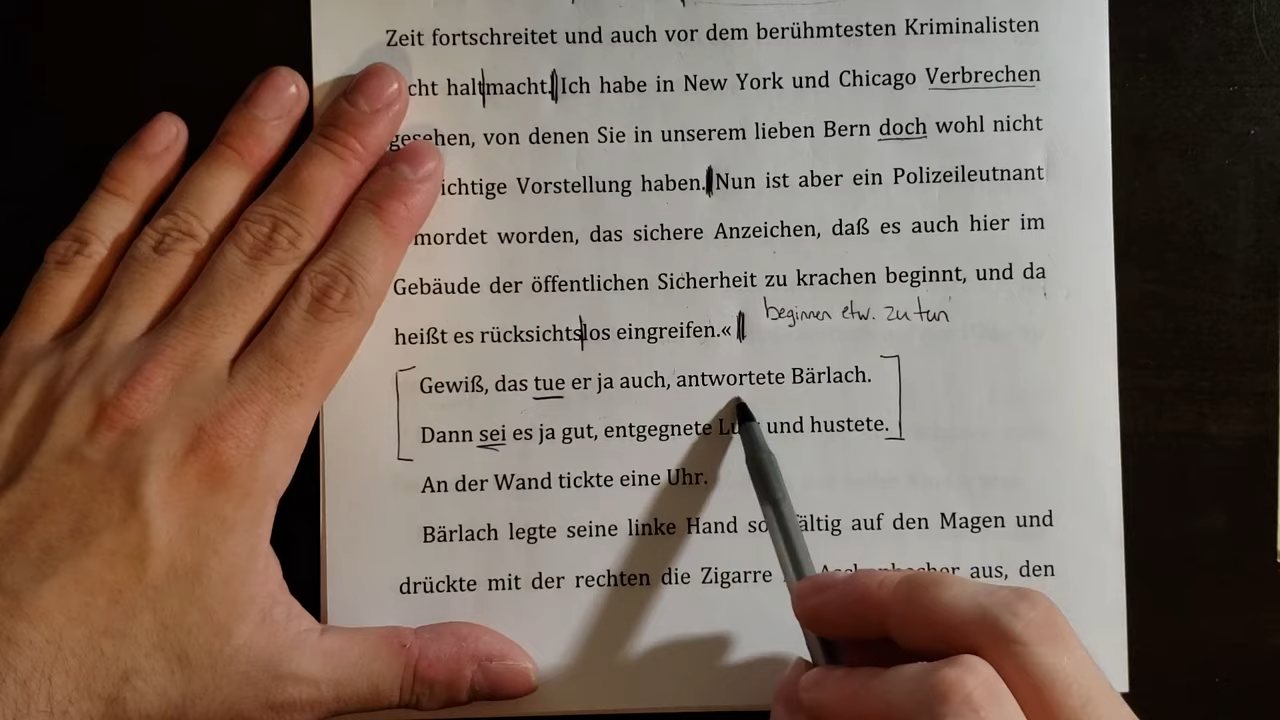 Zeit fortschreitet und auch vor dem berühmtesten Kriminalisten
haltmacht. Ich habe in New York und Chicago Verbrechen
gesehen, von denen Sie in unserem lieben Bern doch wohl nicht
Vorstellung haben. Nun ist aber ein Polizeileutnant
worden, das sichere Anzeichen, daß es auch hier im
Gebäude der öffentlichen Sicherheit zu krachen beginnt, und da
heißt es rücksichtslos eingreifen.«
beginnen etw. zu tun
Gewiß, das tue er ja auch, antwortete Bärlach.
Dann sei es ja gut, entgegnete und hustete.
An der Wand tickte eine Uhr.
Bärlach legte seine linke Hand auf den Magen und
drückte mit der rechten die Zigarre aus, den